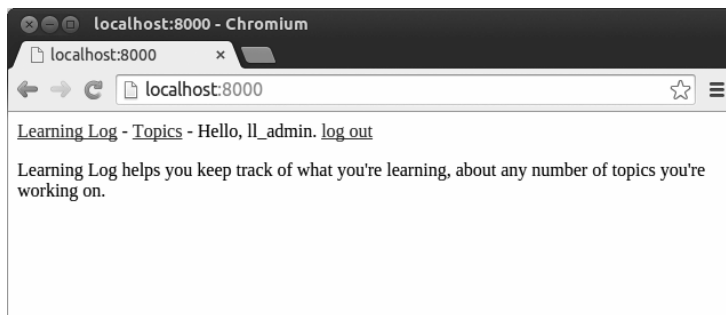 localhost:8000 - Chromium
localhost:8000
localhost:8000
Learning Log - Topics - Hello, ll_admin. log out
Learning Log helps you keep track of what you're learning, about any number of topics you're
working on.